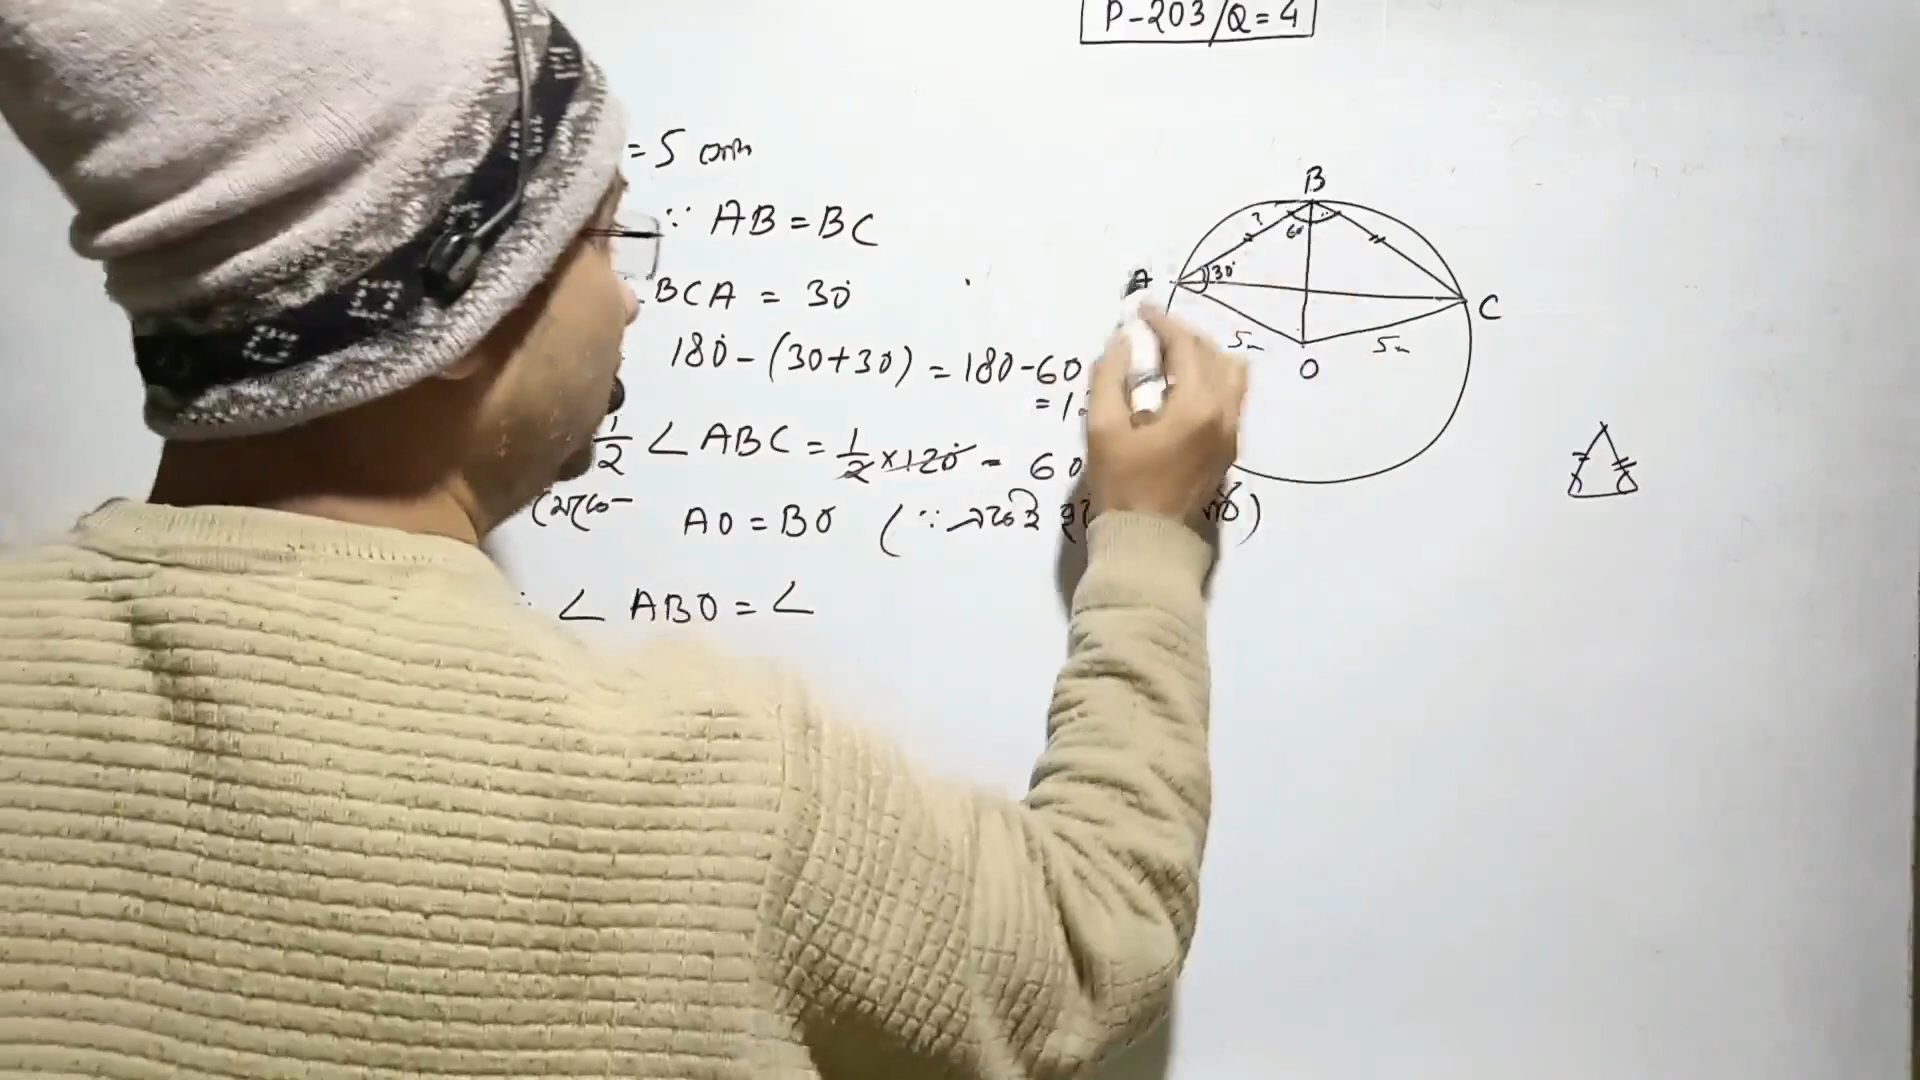 P-203/Q=4
= 5 cm
∵ AB = BC
BCA = 30°
180° - (30+30) = 180-60
= 1
1/2 ∠ABC = 1/2 × 120° = 60
AO = BO (∵
∠ABO = ∠
B
?
60
A
30°
C
5
5
O